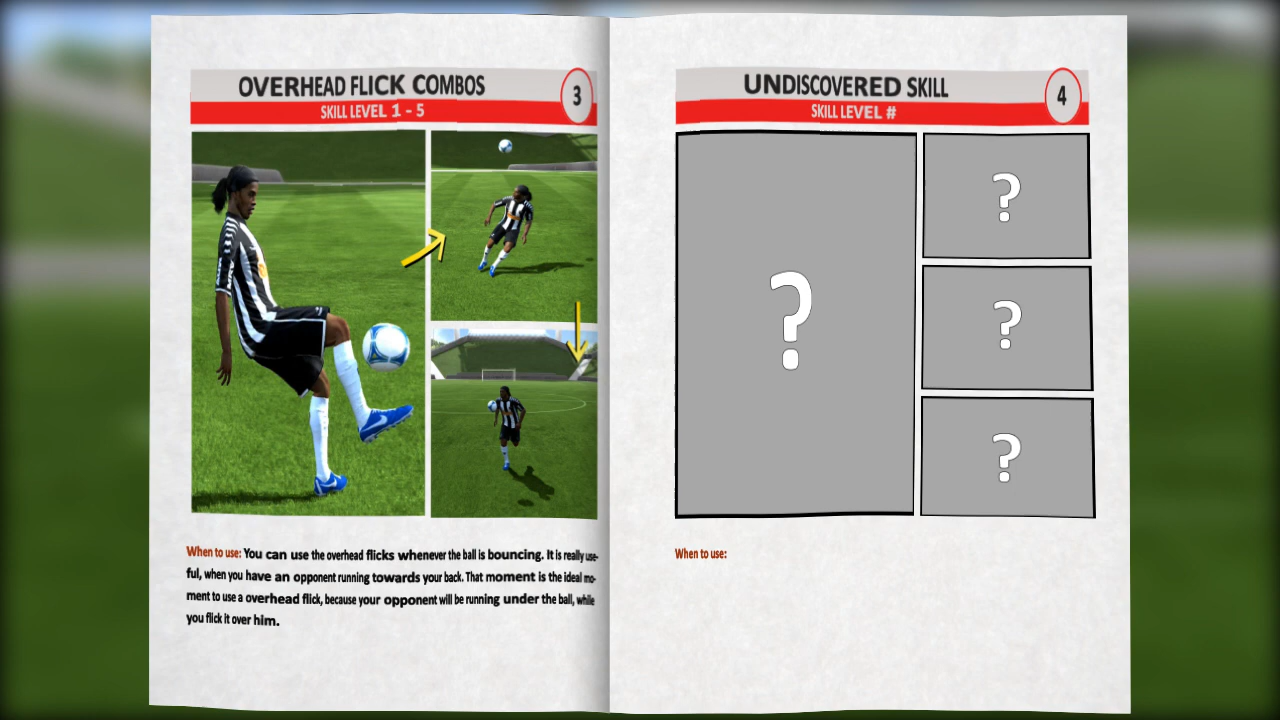 OVERHEAD FLICK COMBOS
3
SKILL LEVEL 1 - 5
When to use: You can use the overhead flicks whenever the ball is bouncing. It is really use-
ful, when you have an opponent running towards your back. That moment is the ideal mo-
ment to use a overhead flick, because your opponent will be running under the ball, while
you flick it over him.
UNDISCOVERED SKILL
4
SKILL LEVEL #
?
?
?
?
When to use: